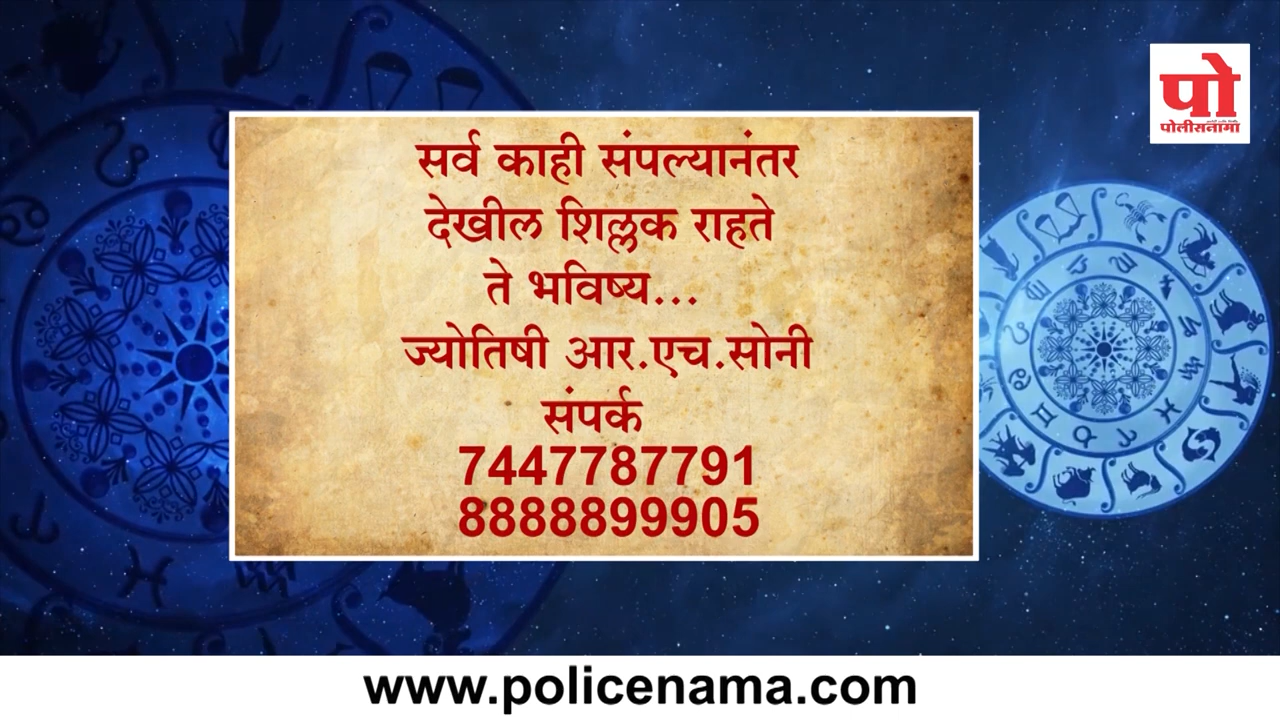 पो
पोलीसनामा
सर्व काही संपल्यानंतर
देखील शिल्लक राहते
ते भविष्य...
ज्योतिषी आर.एच.सोनी
संपर्क
7447787791
8888899905
www.policenama.com